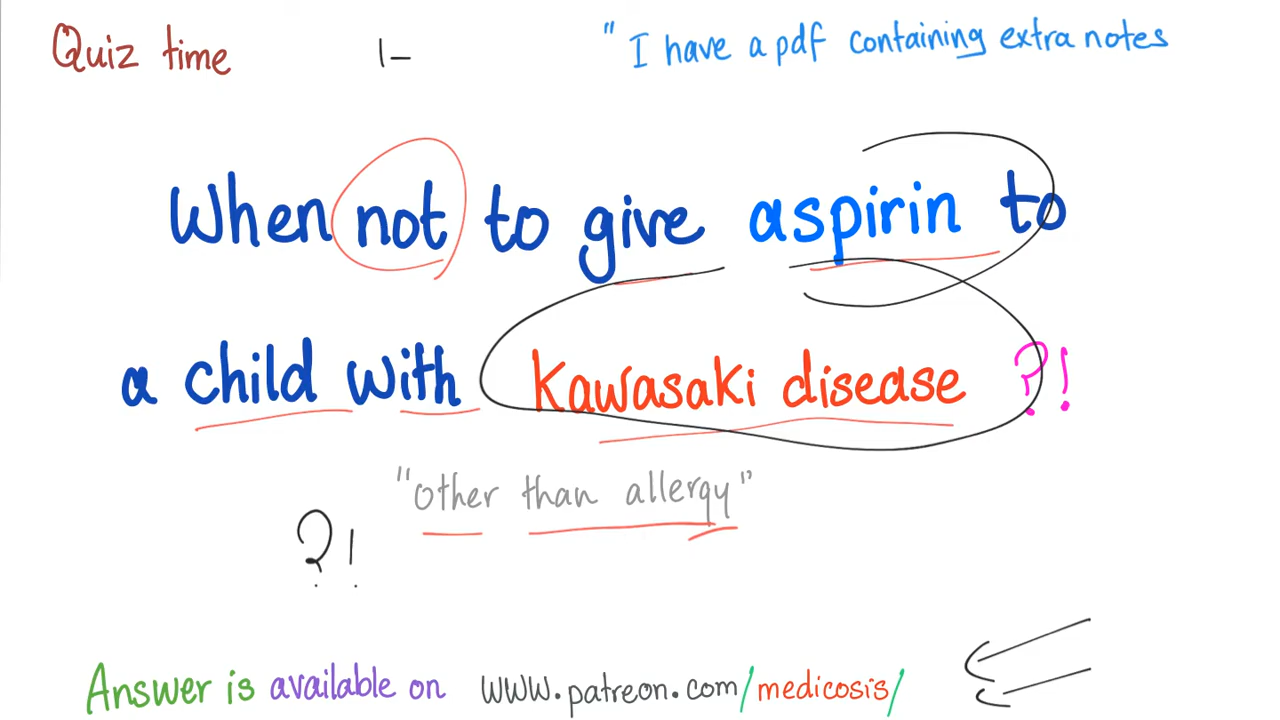 Quiz time
1-
"I have a pdf containing extra notes
When not to give aspirin to
a child with kawasaki disease ?!
"other than allergy"
?!
Answer is available on www.patreon.com/medicosis/